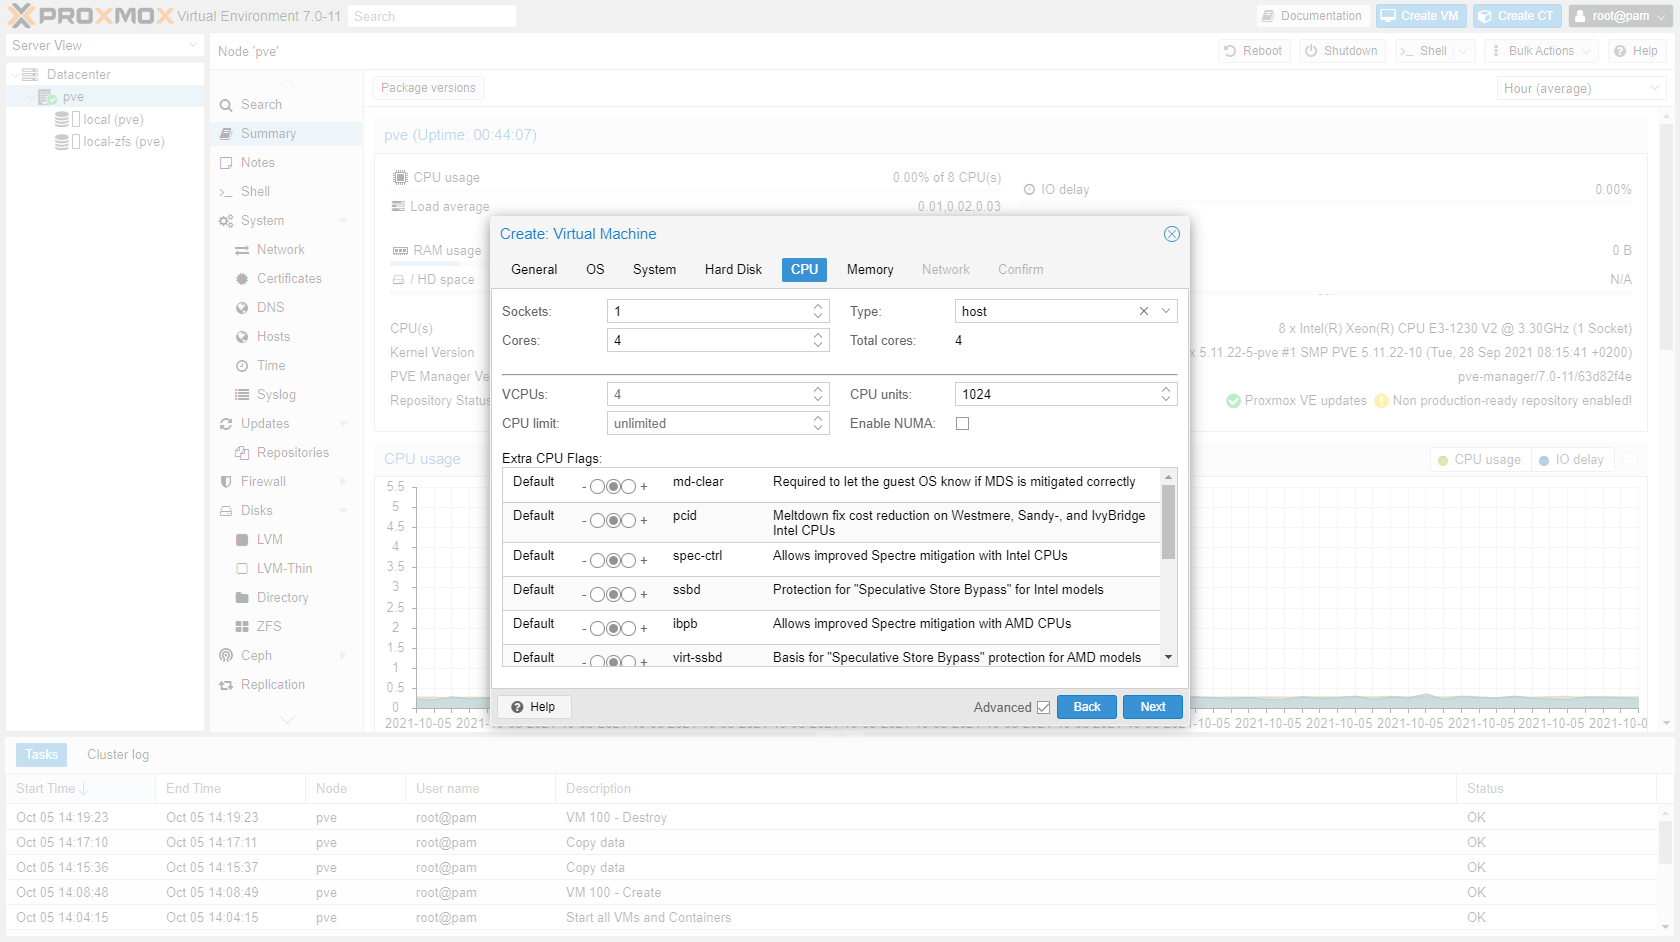 PROXMOX Virtual Environment 7.0-11 Search Documentation Create VM Create CT root@pam
Server View
Node 'pve' Reboot Shutdown >_ Shell Bulk Actions Help
Datacenter
pve
local (pve)
local-zfs (pve)
Search
Summary
Notes
Shell
System
Network
Certificates
DNS
Hosts
Time
Syslog
Updates
Repositories
Firewall
Disks
LVM
LVM-Thin
Directory
ZFS
Ceph
Replication
Package versions Hour (average)
pve (Uptime: 00:44:07)
CPU usage 0.00% of 8 CPU(s)
IO delay 0.00%
Load average 0.01,0.02,0.03
RAM usage 0 B
/ HD space N/A
CPU(s) 8 x Intel(R) Xeon(R) CPU E3-1230 V2 @ 3.30GHz (1 Socket)
Kernel Version x 5.11.22-5-pve #1 SMP PVE 5.11.22-10 (Tue, 28 Sep 2021 08:15:41 +0200)
PVE Manager Ve pve-manager/7.0-11/63d82f4e
Repository Status Proxmox VE updates Non production-ready repository enabled!
CPU usage CPU usage IO delay
5.5
5
4.5
4
3.5
3
2.5
2
1.5
1
0.5
0
2021-10-05 2021- 0-05 2021-10-05 2021-10-05 2021-10-05 2021-10-05 2021-10-05 2021-10-0
Create: Virtual Machine
General OS System Hard Disk CPU Memory Network Confirm
Sockets: 1 Type: host
Cores: 4 Total cores: 4
VCPUs: 4 CPU units: 1024
CPU limit: unlimited Enable NUMA:
Extra CPU Flags:
Default - + md-clear Required to let the guest OS know if MDS is mitigated correctly
Default - + pcid Meltdown fix cost reduction on Westmere, Sandy-, and IvyBridge
Intel CPUs
Default - + spec-ctrl Allows improved Spectre mitigation with Intel CPUs
Default - + ssbd Protection for "Speculative Store Bypass" for Intel models
Default - + ibpb Allows improved Spectre mitigation with AMD CPUs
Default - + virt-ssbd Basis for "Speculative Store Bypass" protection for AMD models
Help Advanced Back Next
Tasks Cluster log
Start Time End Time Node User name Description Status
Oct 05 14:19:23 Oct 05 14:19:23 pve root@pam VM 100 - Destroy OK
Oct 05 14:17:10 Oct 05 14:17:11 pve root@pam Copy data OK
Oct 05 14:15:36 Oct 05 14:15:37 pve root@pam Copy data OK
Oct 05 14:08:48 Oct 05 14:08:49 pve root@pam VM 100 - Create OK
Oct 05 14:04:15 Oct 05 14:04:15 pve root@pam Start all VMs and Containers OK